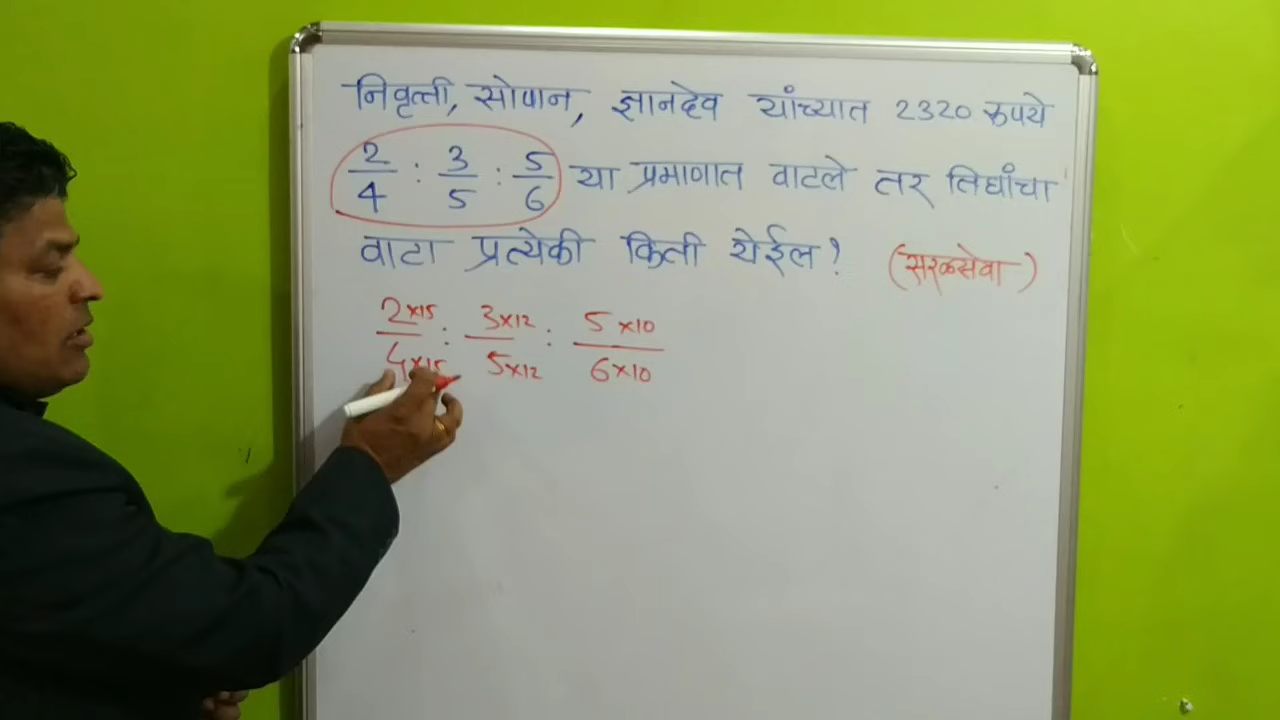 निवृत्ती, सोपान, ज्ञानदेव यांच्यात 2320 रुपये
2/4 : 3/5 : 5/6 या प्रमाणात वाटले तर तिघांचा
वाटा प्रत्येकी किती येईल? (सरळसेवा)
2×15/4×15 : 3×12/5×12 : 5×10/6×10